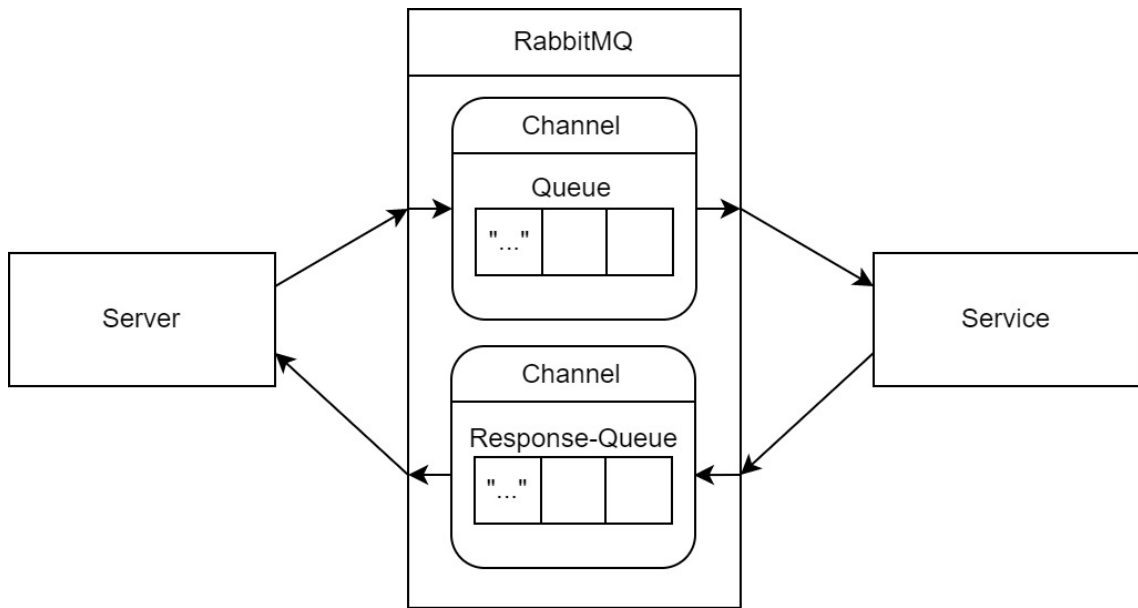 RabbitMQ
Channel
Queue
"..."
Server
Service
Channel
Response-Queue
"..."